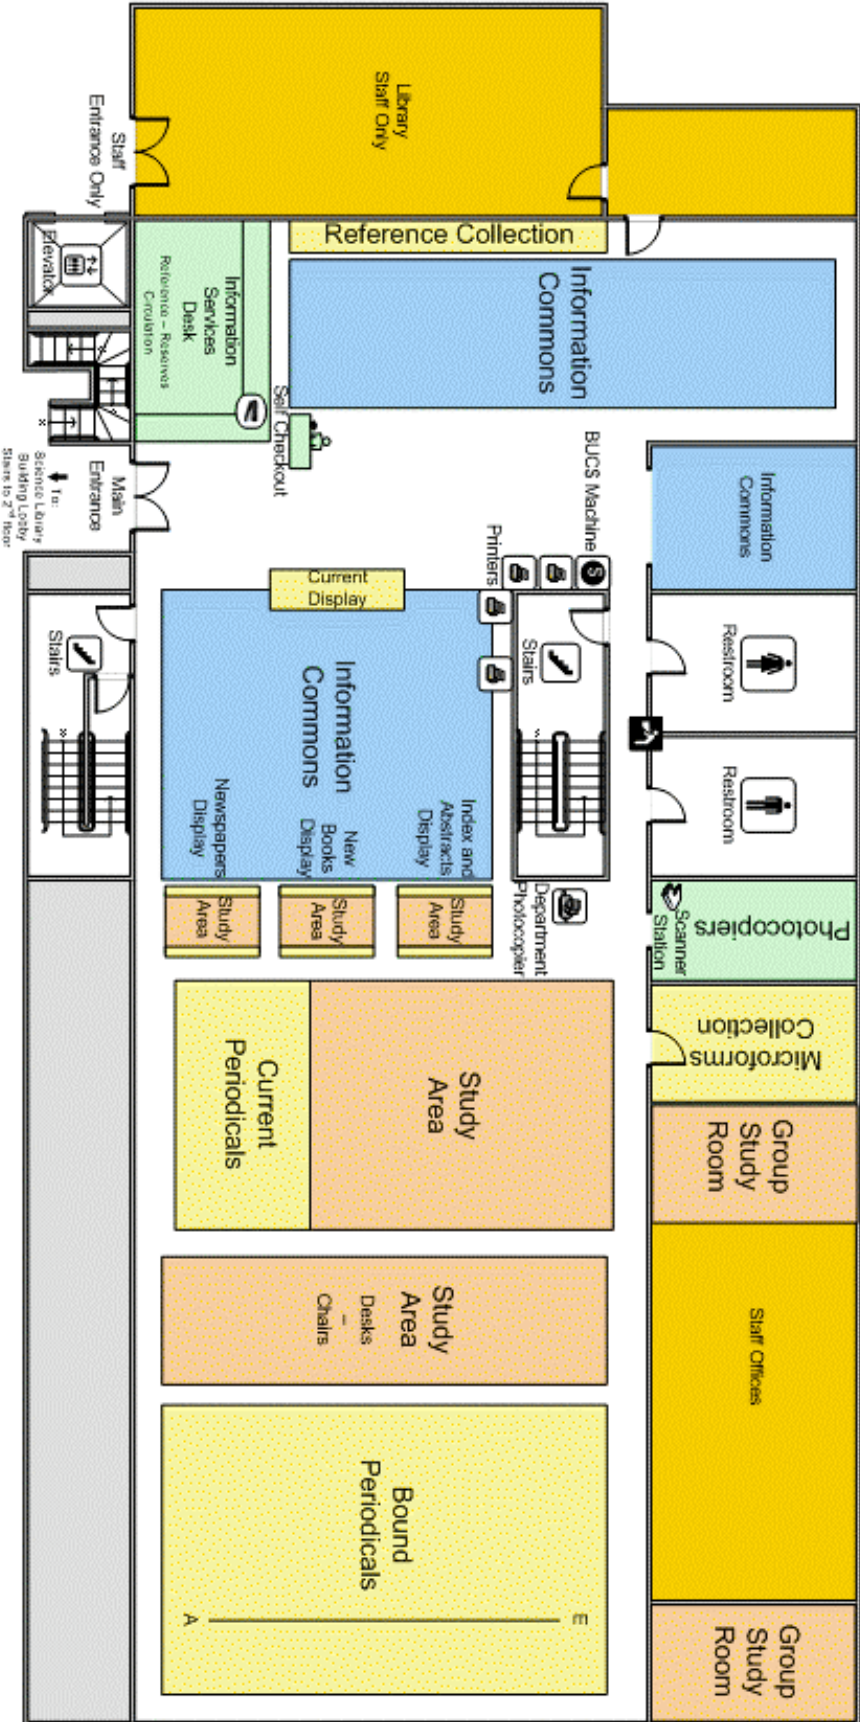 Library
Staff Only
Staff
Entrance Only
Reference Collection
Elevator
Information
Services
Desk
Reference – Reserves
Circulation
Information
Commons
Self Checkout
BUCS Machine
Information
Commons
Main
Entrance
To:
Science Library
Building Lobby
Stairs to 2nd floor
Printers
Current
Display
Stairs
Stairs
Restroom
Restroom
Information
Commons
Index and
Abstracts
Display
New
Books
Display
Newspapers
Display
Study
Area
Study
Area
Study
Area
Department
Photocopier
Scanner
Station
Photocopiers
Microforms
Collection
Current
Periodicals
Study
Area
Group
Study
Room
Study
Area
Desks
–
Chairs
Staff Offices
Bound
Periodicals
A
E
Group
Study
Room